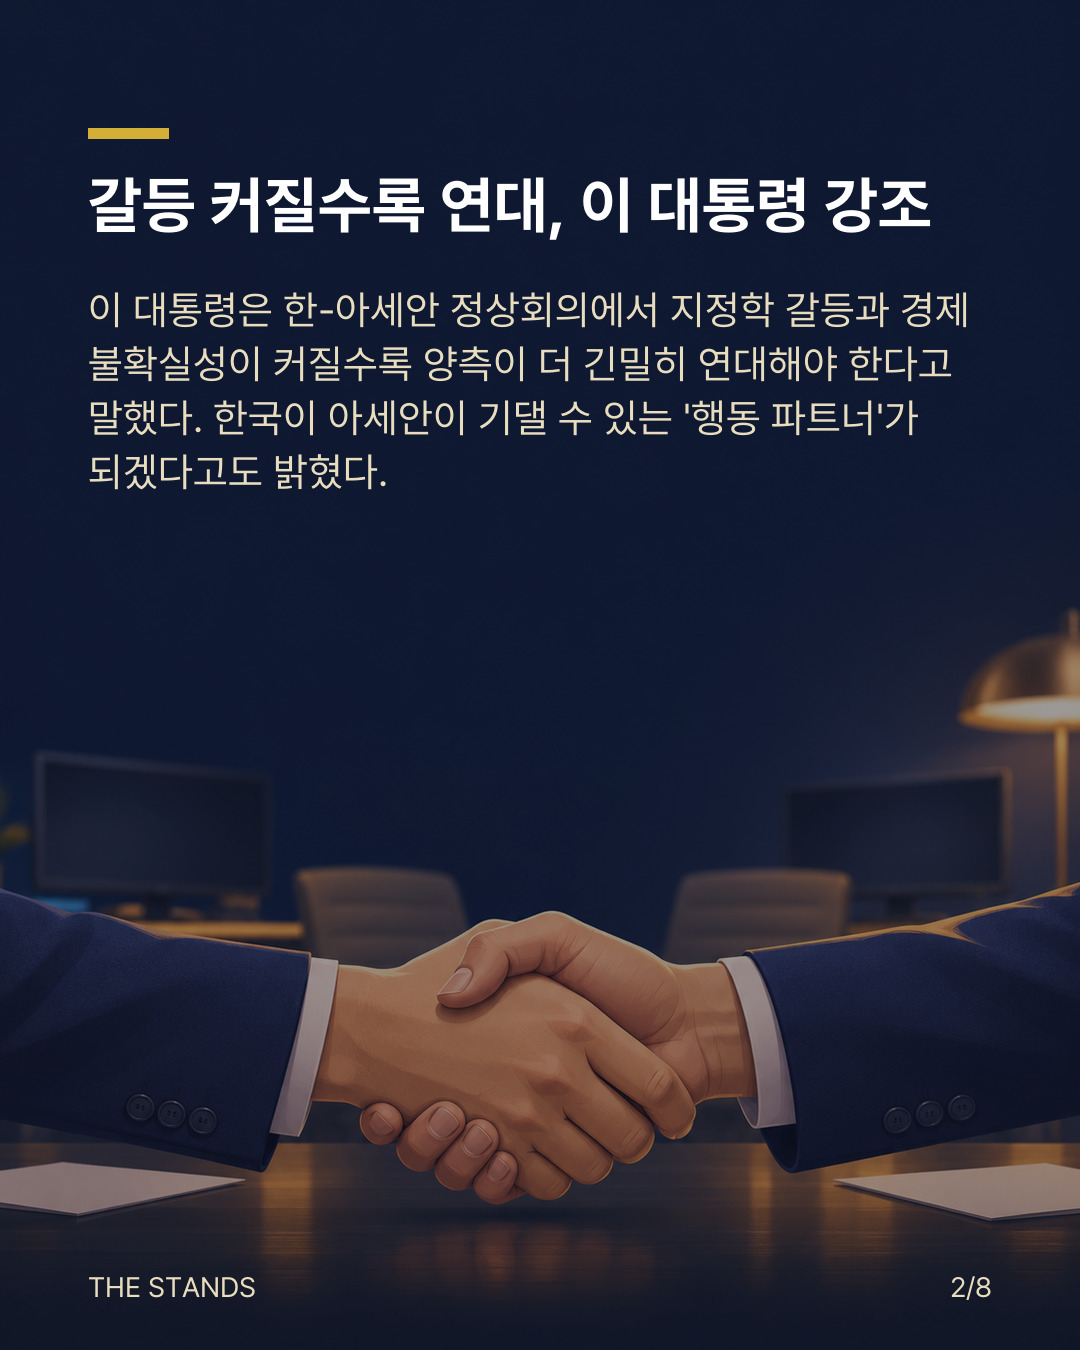 갈등 커질수록 연대, 이 대통령 강조
이 대통령은 한-아세안 정상회의에서 지정학 갈등과 경제
불확실성이 커질수록 양측이 더 긴밀히 연대해야 한다고
말했다. 한국이 아세안이 기댈 수 있는 '행동 파트너'가
되겠다고도 밝혔다.
THE STANDS
2/8